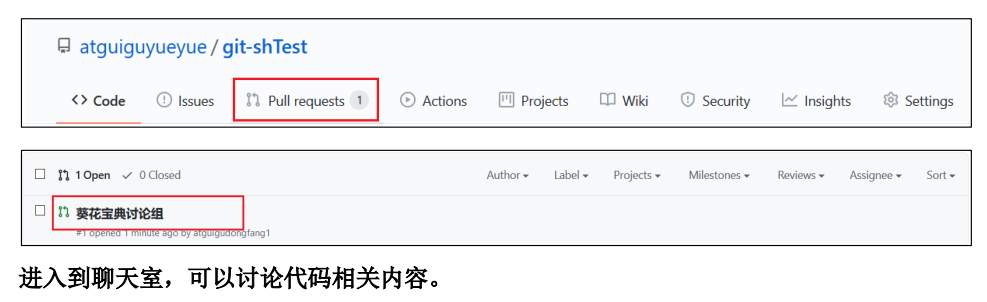 atguiguyueyue / git-shTest
Code Issues Pull requests 1 Actions Projects Wiki Security Insights Settings
1 Open 0 Closed Author Label Projects Milestones Reviews Assignee Sort
葵花宝典讨论组
#1 opened 1 minute ago by atguigudongfang1
进入到聊天室，可以讨论代码相关内容。